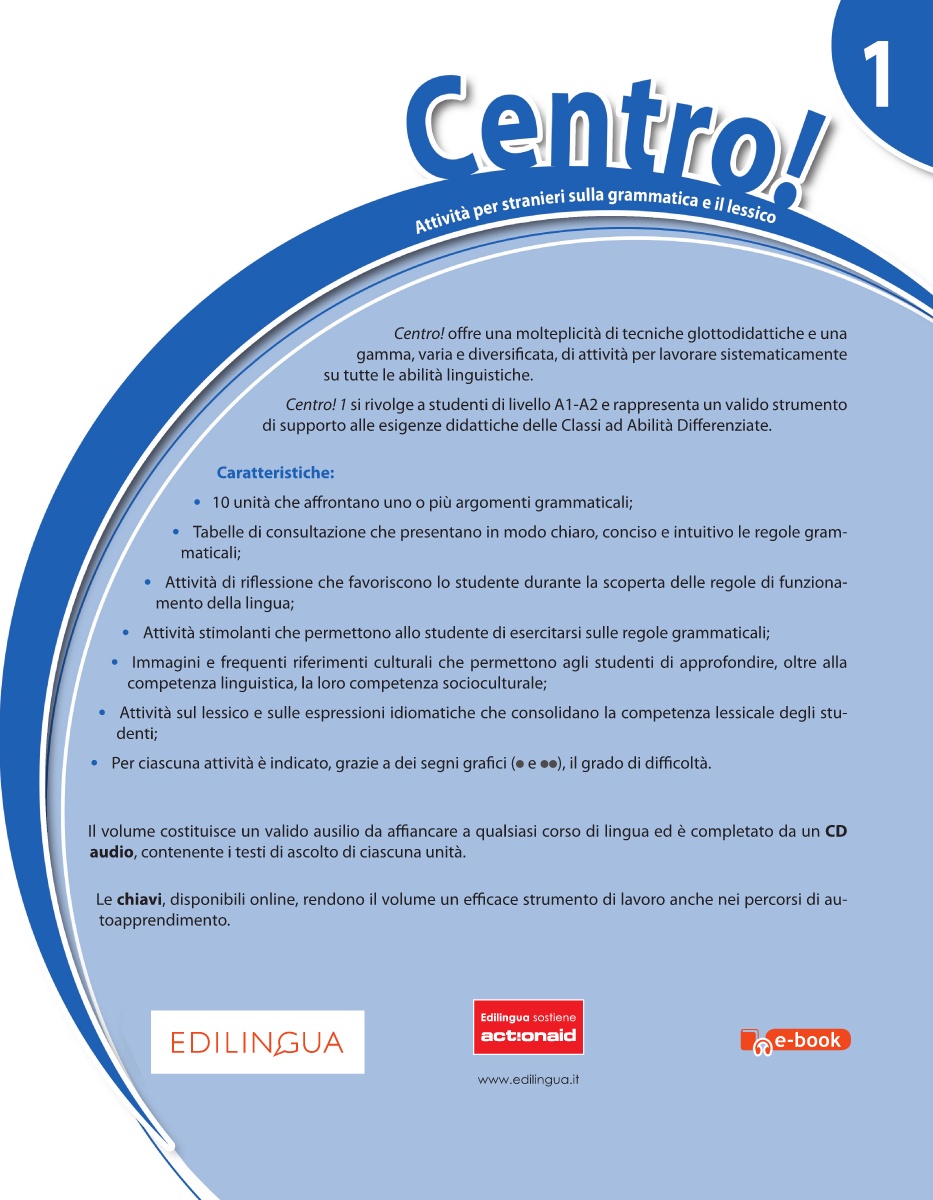 1
Centro!
Attività per stranieri sulla grammatica e il lessico
Centro! offre una molteplicità di tecniche glottodidattiche e una
gamma, varia e diversificata, di attività per lavorare sistematicamente
su tutte le abilità linguistiche.
Centro! 1 si rivolge a studenti di livello A1-A2 e rappresenta un valido strumento
di supporto alle esigenze didattiche delle Classi ad Abilità Differenziate.
Caratteristiche:
• 10 unità che affrontano uno o più argomenti grammaticali;
• Tabelle di consultazione che presentano in modo chiaro, conciso e intuitivo le regole gram-
maticali;
• Attività di riflessione che favoriscono lo studente durante la scoperta delle regole di funziona-
mento della lingua;
• Attività stimolanti che permettono allo studente di esercitarsi sulle regole grammaticali;
• Immagini e frequenti riferimenti culturali che permettono agli studenti di approfondire, oltre alla
competenza linguistica, la loro competenza socioculturale;
• Attività sul lessico e sulle espressioni idiomatiche che consolidano la competenza lessicale degli stu-
denti;
• Per ciascuna attività è indicato, grazie a dei segni grafici (● e ●●), il grado di difficoltà.
Il volume costituisce un valido ausilio da affiancare a qualsiasi corso di lingua ed è completato da un CD
audio, contenente i testi di ascolto di ciascuna unità.
Le chiavi, disponibili online, rendono il volume un efficace strumento di lavoro anche nei percorsi di au-
toapprendimento.
EDILINGUA
Edilingua sostiene
act:onaid
www.edilingua.it
e-book